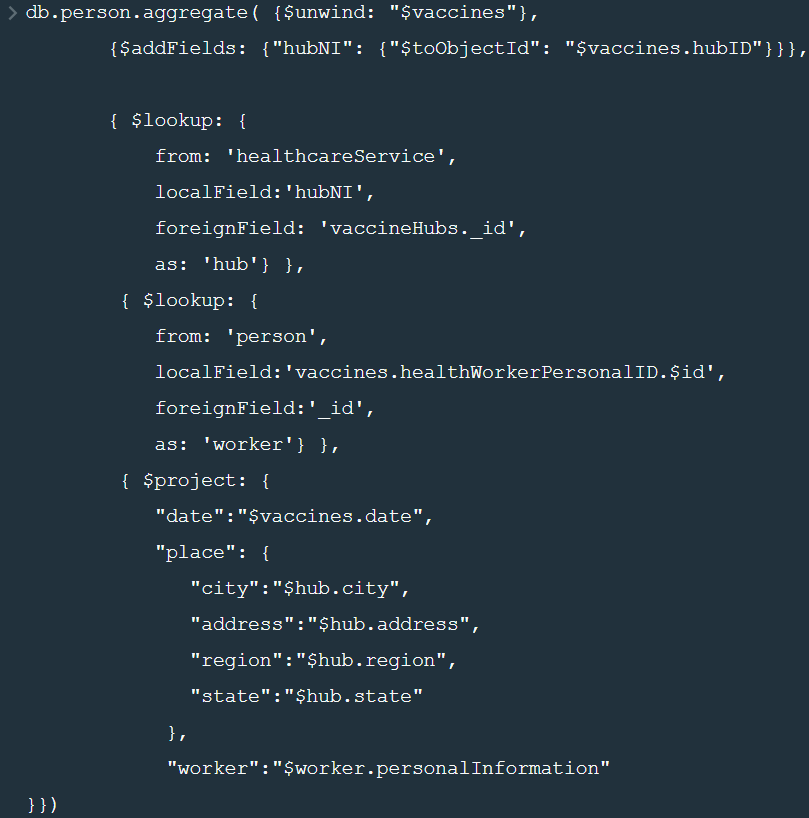 > db.person.aggregate( {$unwind: "$vaccines"},
{$addFields: {"hubNI": {"$toObjectId": "$vaccines.hubID"}}},
{ $lookup: {
from: 'healthcareService',
localField:'hubNI',
foreignField: 'vaccineHubs._id',
as: 'hub'} },
{ $lookup: {
from: 'person',
localField:'vaccines.healthWorkerPersonalID.$id',
foreignField:'_id',
as: 'worker'} },
{ $project: {
"date":"$vaccines.date",
"place": {
"city":"$hub.city",
"address":"$hub.address",
"region":"$hub.region",
"state":"$hub.state"
},
"worker":"$worker.personalInformation"
}})